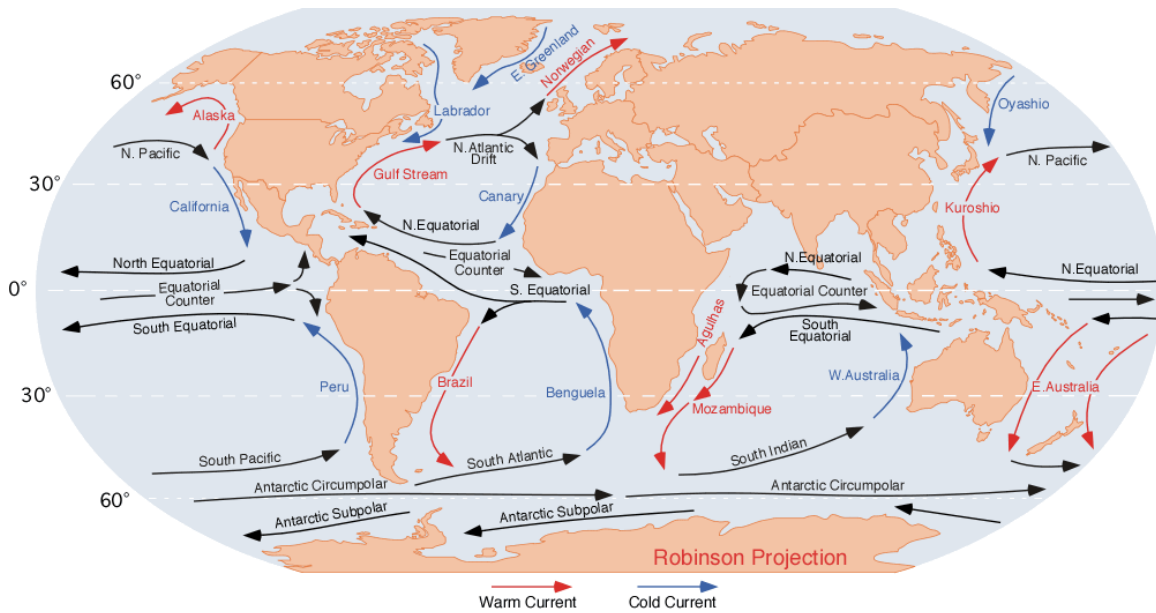 E. Greenland
Norwegian
60°
Alaska
Labrador
Oyashio
N. Pacific
N.Atlantic
Drift
N. Pacific
Gulf Stream
30°
California
Canary
Kuroshio
N.Equatorial
North Equatorial
Equatorial
Counter
N.Equatorial
N.Equatorial
Equatorial
Counter
S. Equatorial
Equatorial Counter
0°
South Equatorial
South
Equatorial
Agulhas
Peru
Brazil
Benguela
W.Australia
E.Australia
30°
Mozambique
South Pacific
South Atlantic
South Indian
Antarctic Circumpolar
Antarctic Circumpolar
60°
Antarctic Subpolar
Antarctic Subpolar
Robinson Projection
Warm Current
Cold Current